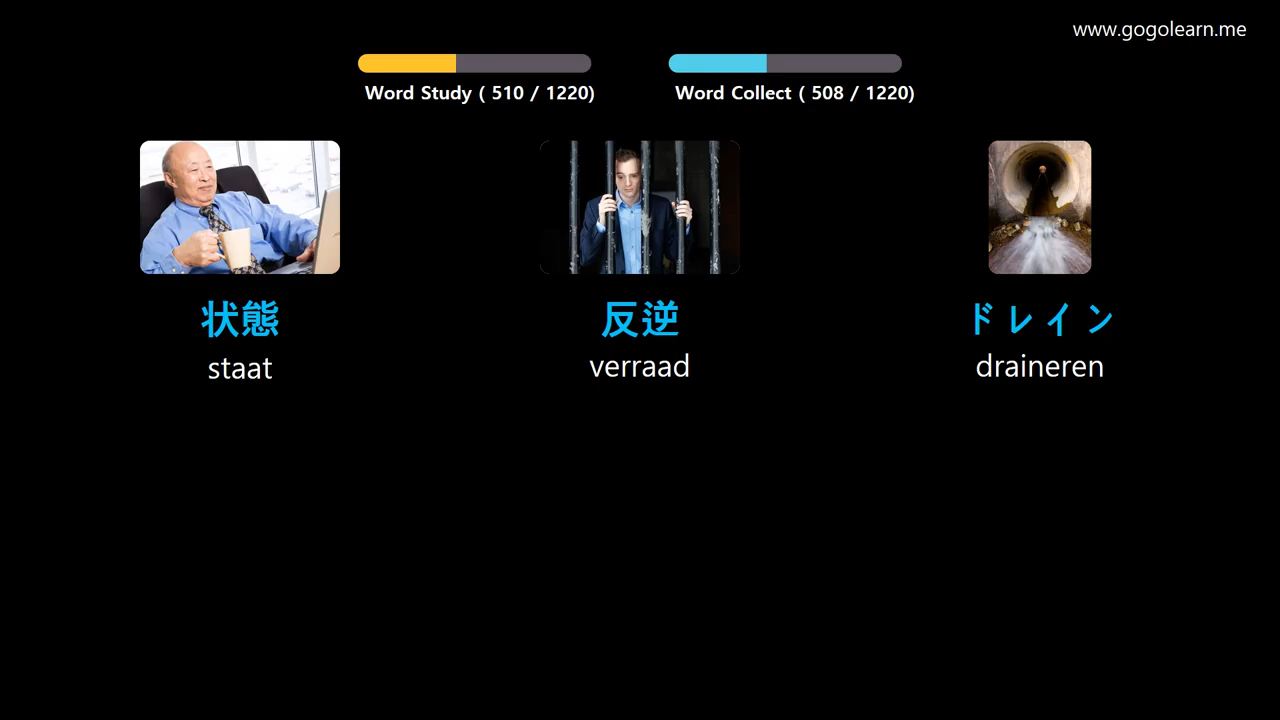 www.gogolearn.me
Word Study ( 510 / 1220)
Word Collect ( 508 / 1220)
状態
staat
反逆
verraad
ドレイン
draineren